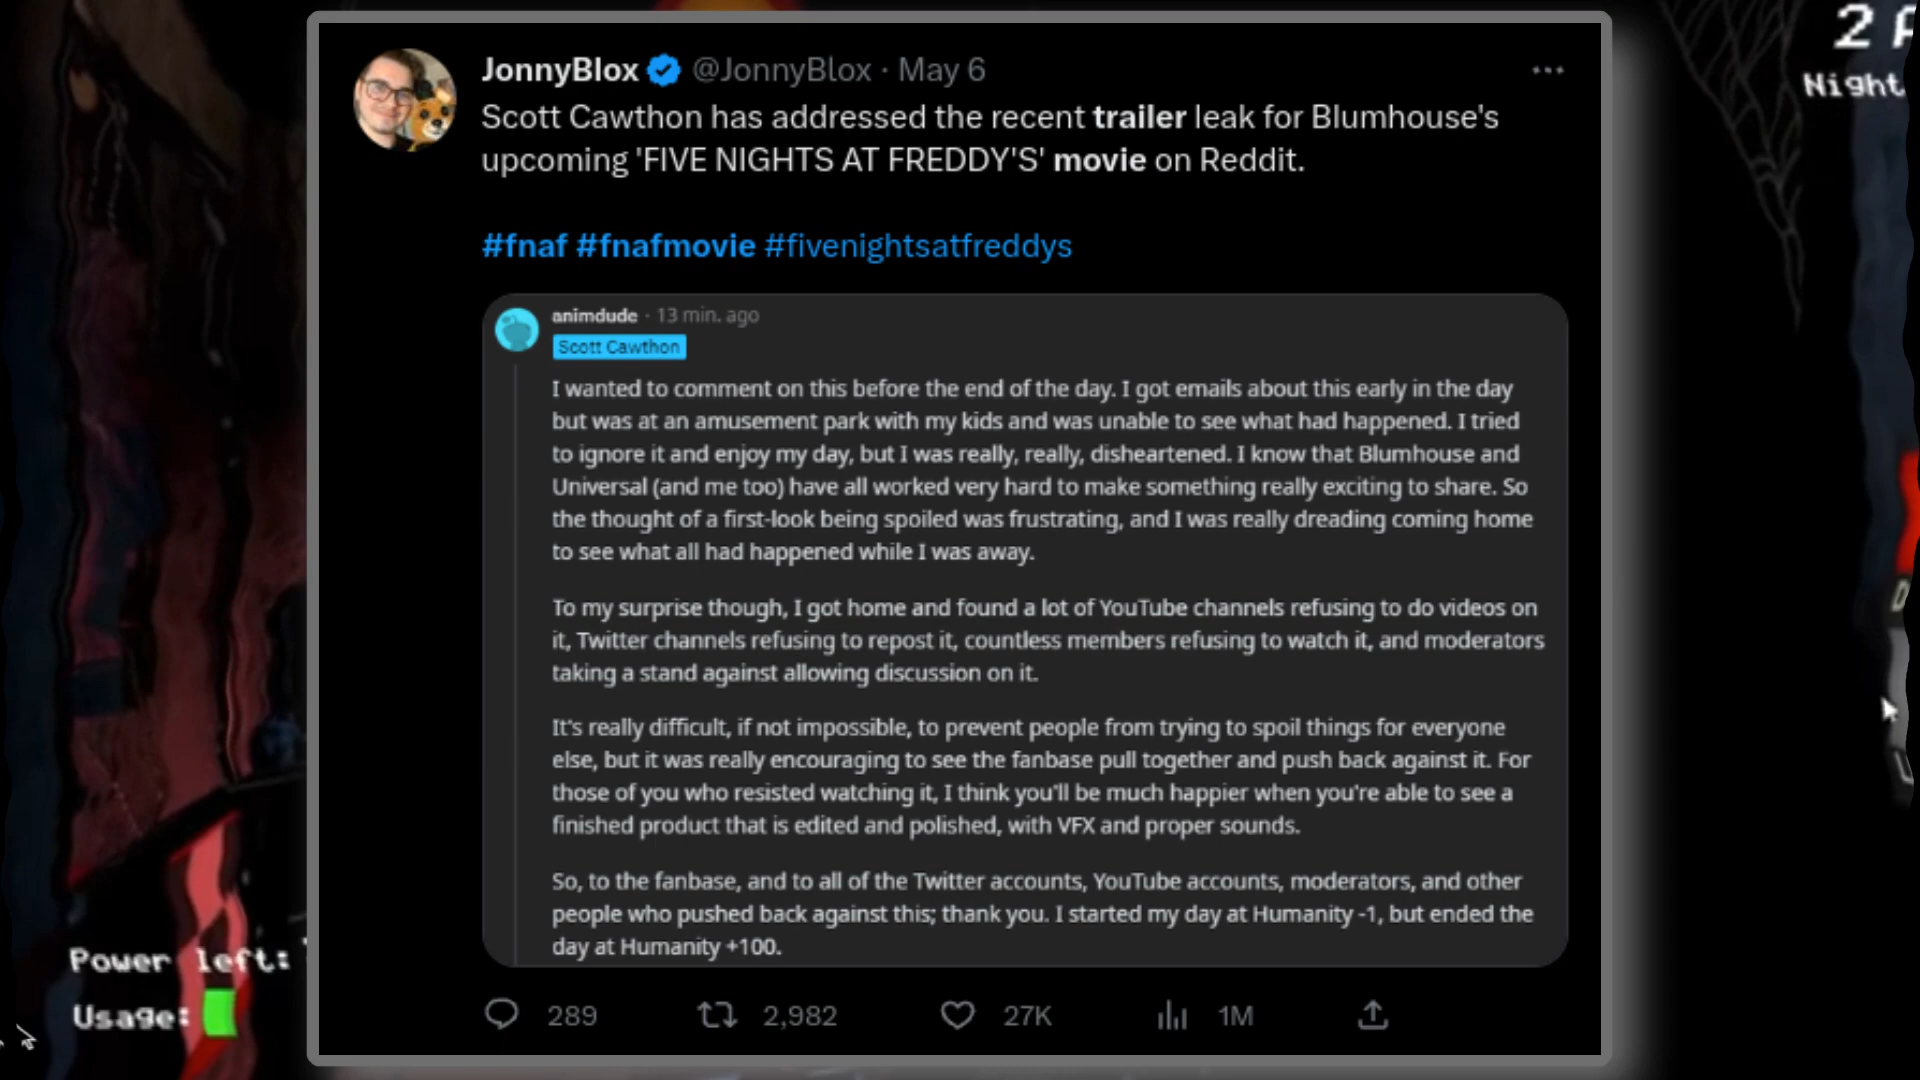 JonnyBlox @JonnyBlox · May 6
Scott Cawthon has addressed the recent trailer leak for Blumhouse's
upcoming 'FIVE NIGHTS AT FREDDY'S' movie on Reddit.
#fnaf #fnafmovie #fivenightsatfreddys
animdude · 13 min. ago
Scott Cawthon
I wanted to comment on this before the end of the day. I got emails about this early in the day
but was at an amusement park with my kids and was unable to see what had happened. I tried
to ignore it and enjoy my day, but I was really, really, disheartened. I know that Blumhouse and
Universal (and me too) have all worked very hard to make something really exciting to share. So
the thought of a first-look being spoiled was frustrating, and I was really dreading coming home
to see what all had happened while I was away.
To my surprise though, I got home and found a lot of YouTube channels refusing to do videos on
it, Twitter channels refusing to repost it, countless members refusing to watch it, and moderators
taking a stand against allowing discussion on it.
It's really difficult, if not impossible, to prevent people from trying to spoil things for everyone
else, but it was really encouraging to see the fanbase pull together and push back against it. For
those of you who resisted watching it, I think you'll be much happier when you're able to see a
finished product that is edited and polished, with VFX and proper sounds.
So, to the fanbase, and to all of the Twitter accounts, YouTube accounts, moderators, and other
people who pushed back against this; thank you. I started my day at Humanity -1, but ended the
day at Humanity +100.
289 2,982 27K 1M
2
Night
Power left:
Usage: